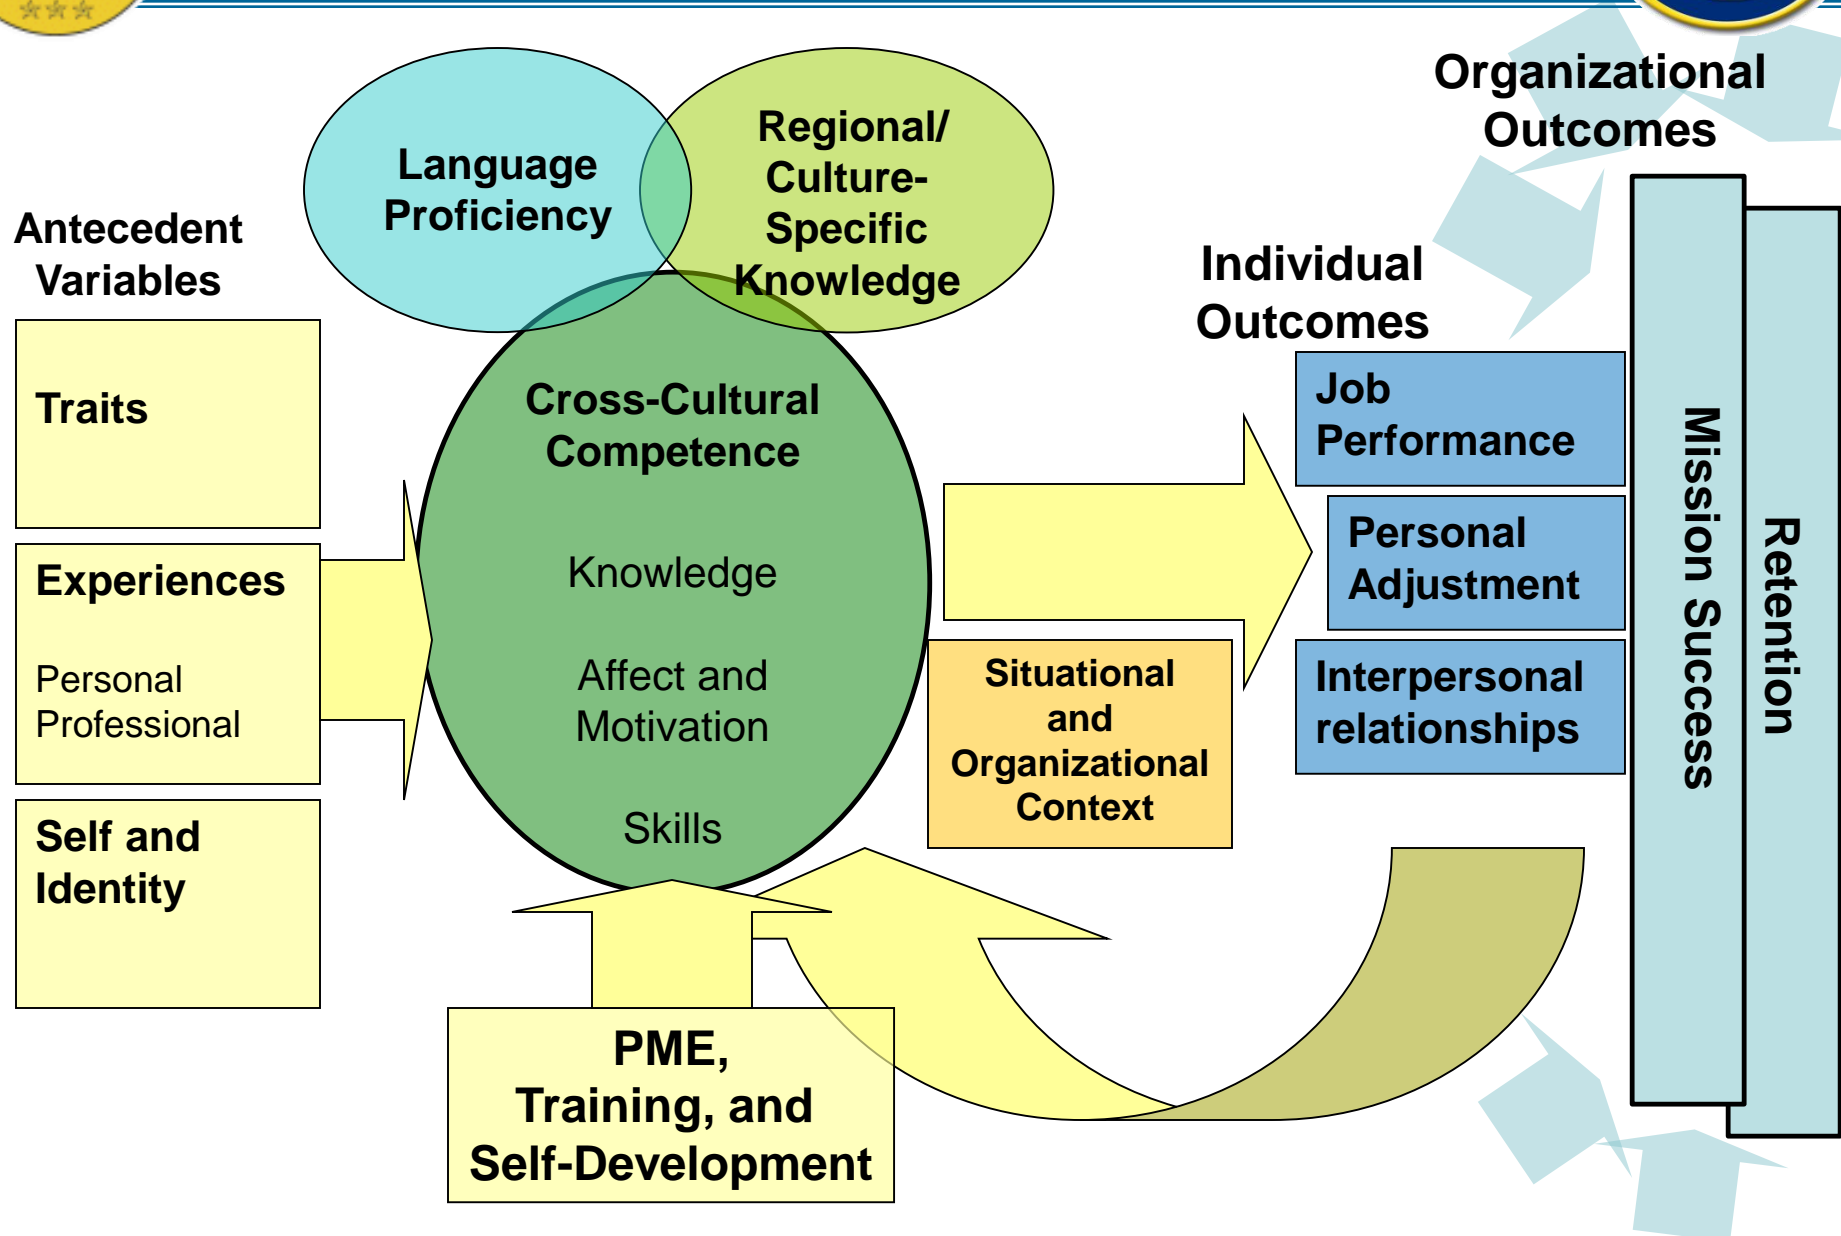 Organizational
Outcomes
Language
Proficiency
Regional/
Culture-
Specific
Knowledge
Antecedent
Variables
Individual
Outcomes
Traits
Experiences
Personal
Professional
Self and
Identity
Cross-Cultural
Competence
Knowledge
Affect and
Motivation
Skills
Situational
and
Organizational
Context
Job
Performance
Personal
Adjustment
Interpersonal
relationships
Mission Success
Retention
PME,
Training, and
Self-Development